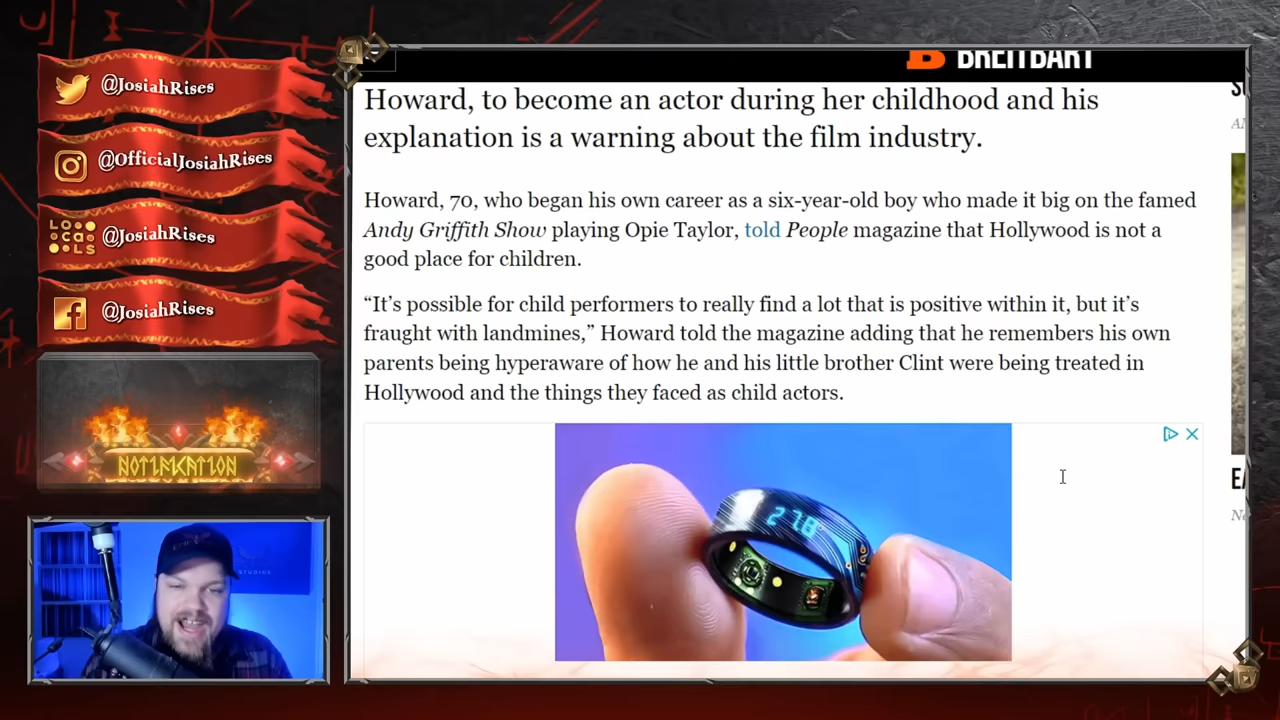 @JosiahRises
@OfficialJosiahRises
LOCALS
@JosiahRises
@JosiahRises
NOTIFICATION
STUDIOS
BREITBART
Howard, to become an actor during her childhood and his
explanation is a warning about the film industry.
Howard, 70, who began his own career as a six-year-old boy who made it big on the famed
Andy Griffith Show playing Opie Taylor, told People magazine that Hollywood is not a
good place for children.
“It’s possible for child performers to really find a lot that is positive within it, but it’s
fraught with landmines,” Howard told the magazine adding that he remembers his own
parents being hyperaware of how he and his little brother Clint were being treated in
Hollywood and the things they faced as child actors.